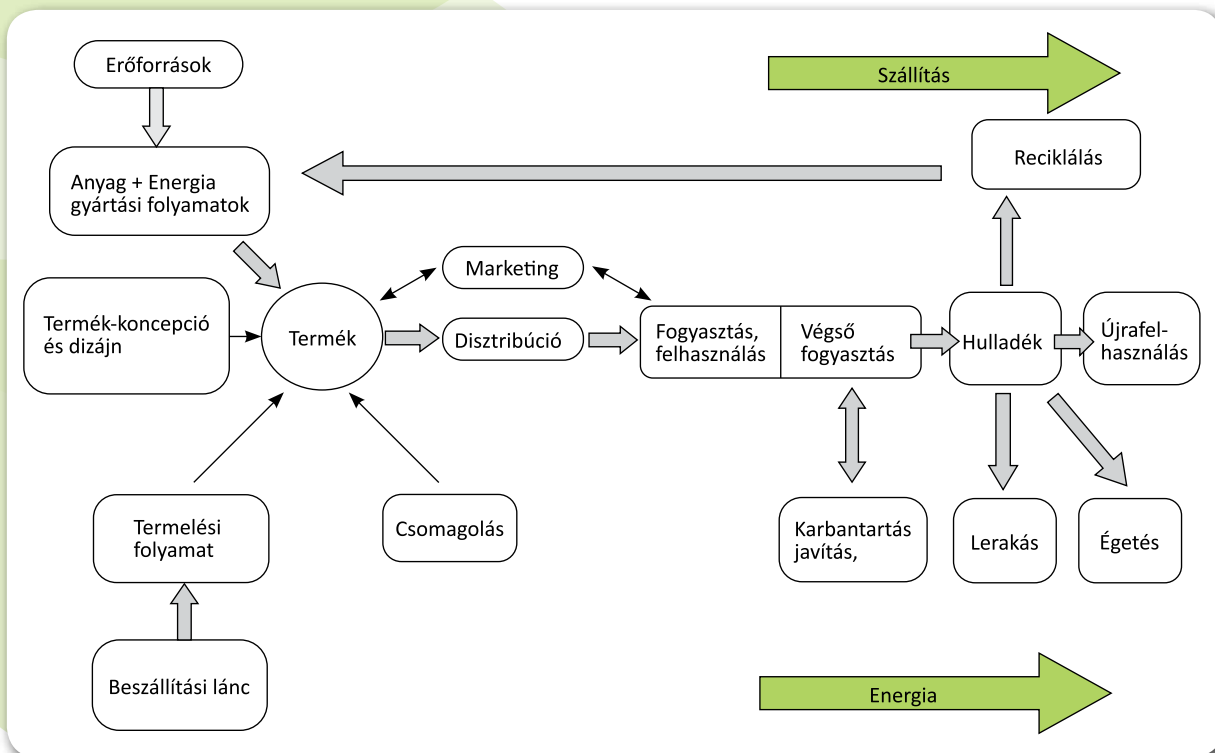 Erőforrások
Szállítás
Reciklálás
Anyag + Energia
gyártási folyamatok
Marketing
Termék-koncepció
és dizájn
Termék
Disztribúció
Fogyasztás,
felhasználás
Végső
fogyasztás
Hulladék
Újrafel-
használás
Termelési
folyamat
Csomagolás
Karbantartás
javítás,
Lerakás
Égetés
Beszállítási lánc
Energia